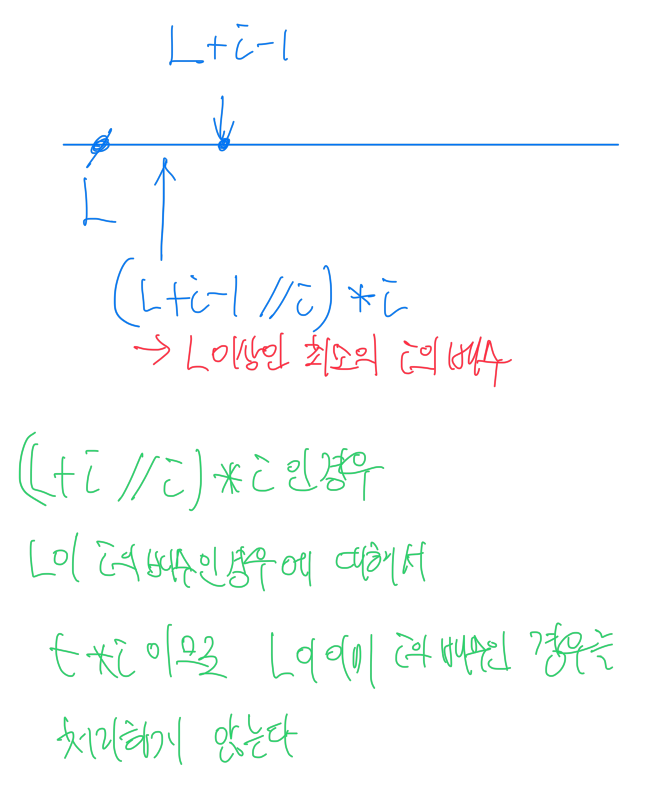 L+i-1
L
(L+i-1 //i) *i
→ L이상인 최소의 i의 배수
(L+i //i) *i 인경우
L이 i의 배수인경우에 대해서
t*i 이므로 L이 이미 i의 배수인 경우를
처리하게 않는다